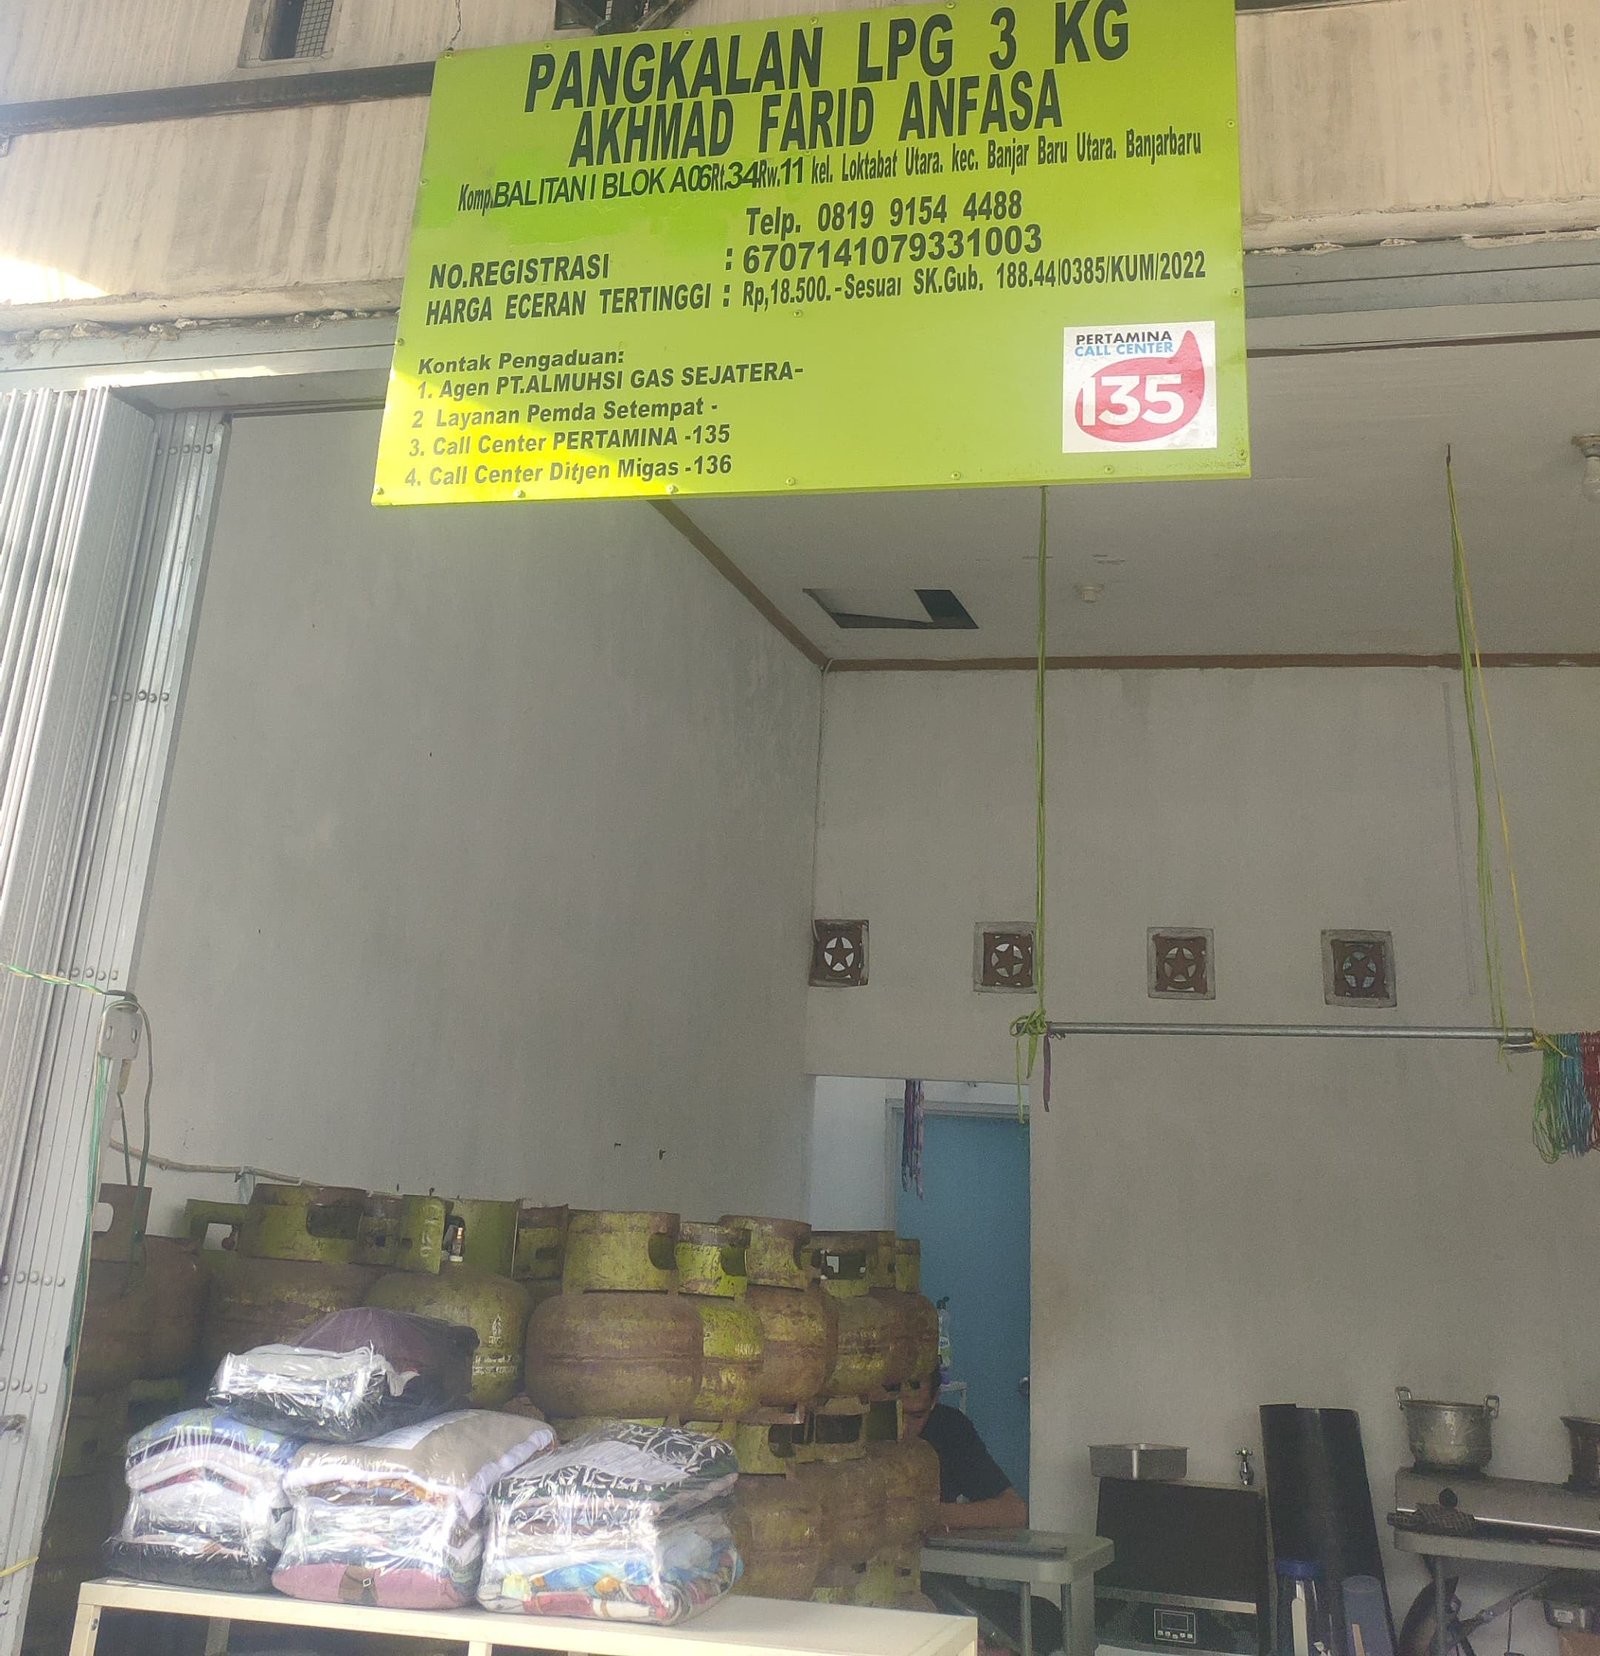 PANGKALAN LPG 3 KG
AKHMAD FARID ANFASA
Komp.BALITAN I BLOK A06Rt.34Rw.11 kel. Loktabat Utara. kec. Banjar Baru Utara. Banjarbaru
Telp. 0819 9154 4488
NO.REGISTRASI : 6707141079331003
HARGA ECERAN TERTINGGI : Rp,18.500.-Sesuai SK.Gub. 188.44/0385/KUM/2022
Kontak Pengaduan:
1. Agen PT.ALMUHSI GAS SEJATERA-
2 Layanan Pemda Setempat -
3. Call Center PERTAMINA -135
4. Call Center Ditjen Migas -136
PERTAMINA
CALL CENTER
135